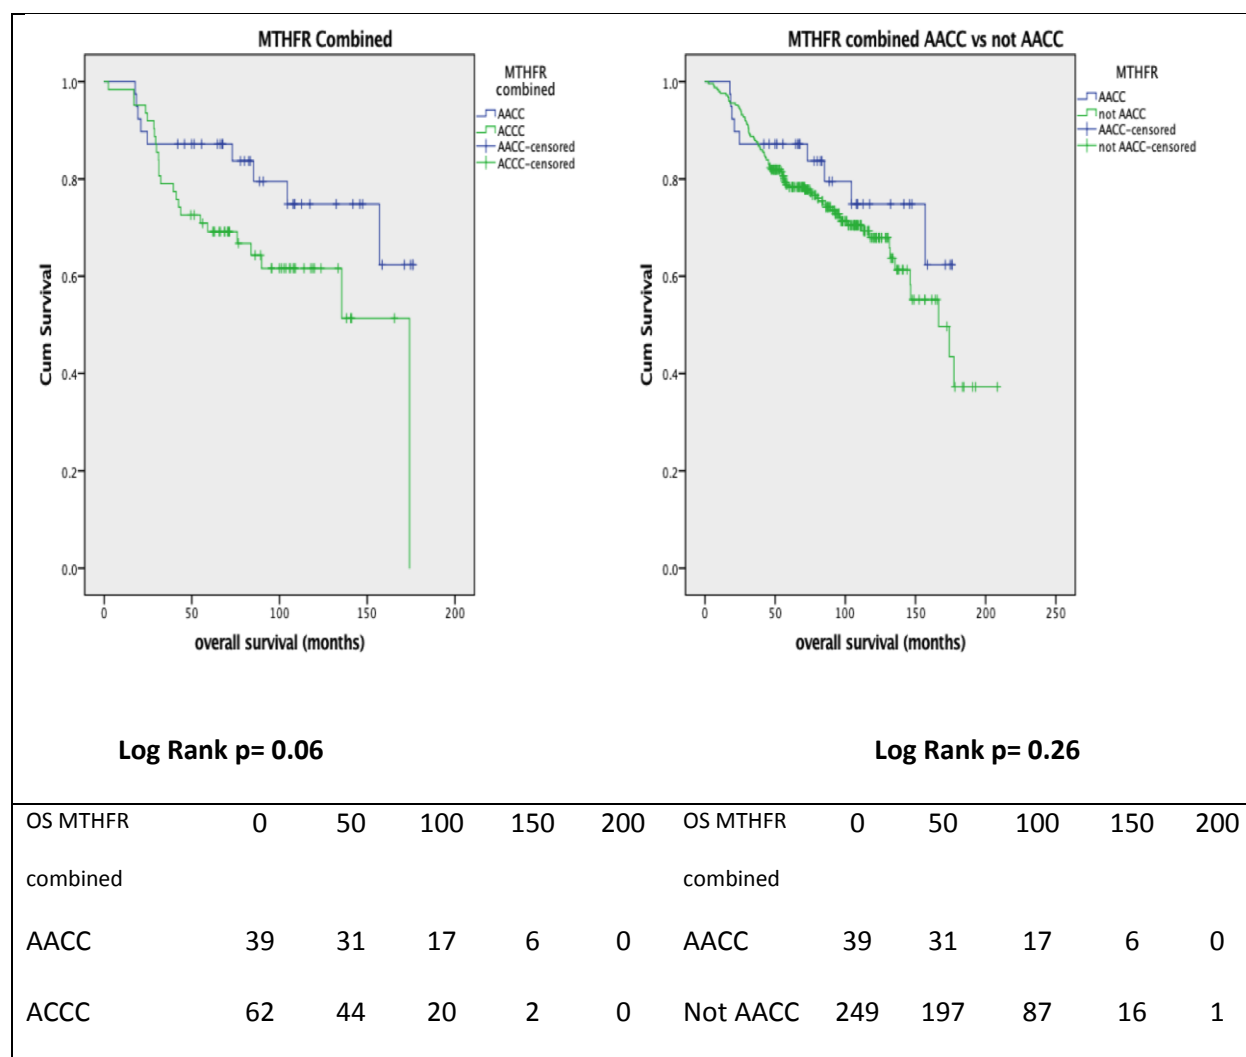 MTHFR Combined
Cum Survival
1.0
0.8
0.6
0.4
0.2
0.0
0 50 100 150 200
overall survival (months)
MTHFR
combined
AACC
ACCC
AACC-censored
ACCC-censored
MTHFR combined AACC vs not AACC
Cum Survival
1.0
0.8
0.6
0.4
0.2
0.0
0 50 100 150 200 250
overall survival (months)
MTHFR
AACC
not AACC
AACC-censored
not AACC-censored
Log Rank p= 0.06
Log Rank p= 0.26
OS MTHFR 0 50 100 150 200 OS MTHFR 0 50 100 150 200
combined combined
AACC 39 31 17 6 0 AACC 39 31 17 6 0
ACCC 62 44 20 2 0 Not AACC 249 197 87 16 1